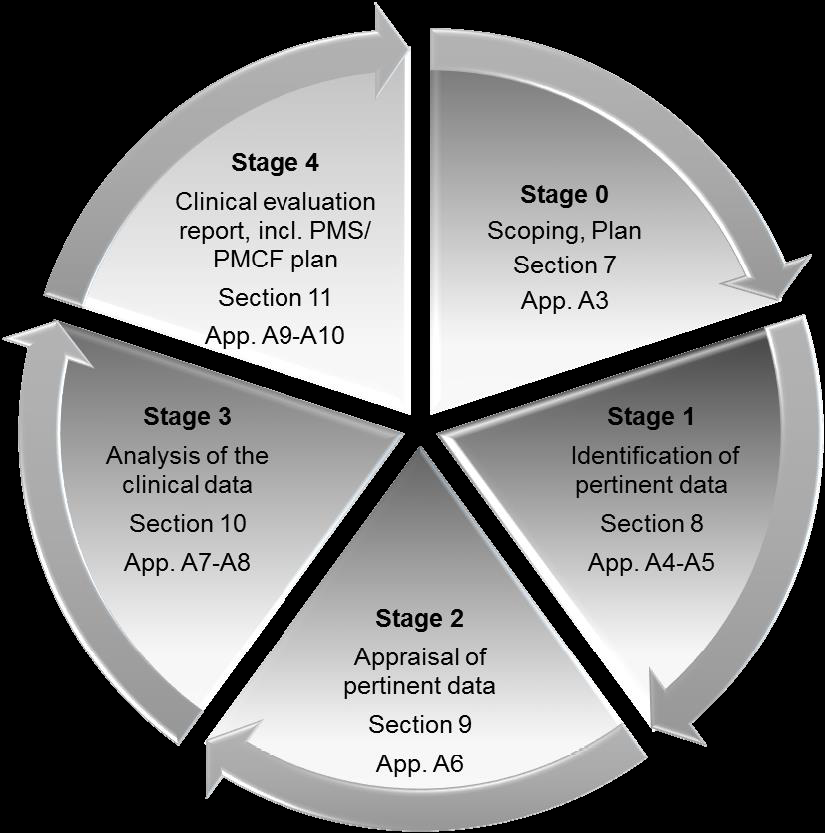 Stage 0
Scoping, Plan
Section 7
App. A3
Stage 1
Identification of
pertinent data
Section 8
App. A4-A5
Stage 2
Appraisal of
pertinent data
Section 9
App. A6
Stage 3
Analysis of the
clinical data
Section 10
App. A7-A8
Stage 4
Clinical evaluation
report, incl. PMS/
PMCF plan
Section 11
App. A9-A10